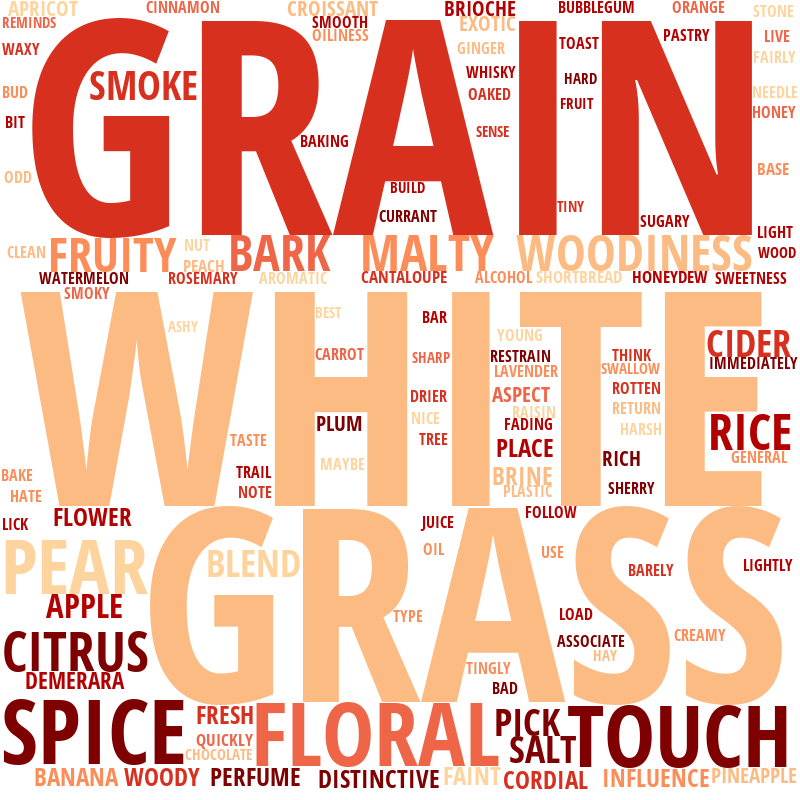 APRICOT CINNAMON CROISSANT BRIOCHE BUBBLEGUM ORANGE STONE
REMINDS SMOOTH EXOTIC
OILINESS PASTRY LIVE
WAXY GINGER TOAST FAIRLY
GRAIN
SMOKE WHISKY HARD
BUD OAKED FRUIT NEEDLE
BIT HONEY
BAKING SENSE
ODD BUILD BASE
CURRANT TINY SUGARY
LIGHT
CLEAN FRUITY NUT BARK MALTY WOODINESS WOOD
PEACH
WATERMELON ROSEMARY AROMATIC CANTALOUPE ALCOHOL SHORTBREAD HONEYDEW SWEETNESS
SMOKY
WHITE
ASHY BEST BAR
YOUNG CIDER
CARROT SHARP RESTRAIN THINK IMMEDIATELY
LAVENDER SWALLOW
DRIER ASPECT ROTTEN
NICE RAISIN RETURN
PLUM FADING HARSH RICE
TASTE TREE PLACE
MAYBE RICH GENERAL
BAKE TRAIL BRINE
HATE NOTE PLASTIC SHERRY
LICK FLOWER JUICE FOLLOW
GRASS
PEAR BLEND OIL USE BARELY LIGHTLY
APPLE TYPE LOAD
CITRUS ASSOCIATE CREAMY
HAY
DEMERARA TINGLY
BAD
SPICE FRESH FLORAL PICK TOUCH
QUICKLY SALT
CHOCOLATE
BANANA WOODY PERFUME DISTINCTIVE FAINT CORDIAL INFLUENCE PINEAPPLE